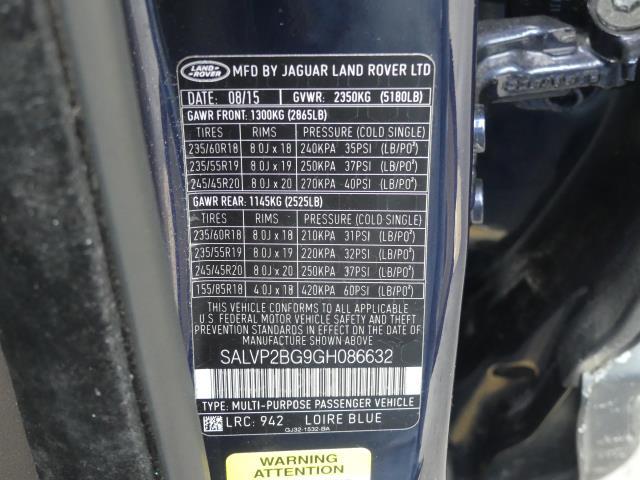 LAND-ROVER
MFD BY JAGUAR LAND ROVER LTD
DATE: 08/15 GVWR: 2350KG (5180LB)
GAWR FRONT: 1300KG (2865LB)
TIRES RIMS PRESSURE (COLD SINGLE)
235/60R18 8.0J x 18 240KPA 35PSI (LB/PO²)
235/55R19 8.0J x 19 250KPA 37PSI (LB/PO²)
245/45R20 8.0J x 20 270KPA 40PSI (LB/PO²)
GAWR REAR: 1145KG (2525LB)
TIRES RIMS PRESSURE (COLD SINGLE)
235/60R18 8.0J x 18 210KPA 31PSI (LB/PO²)
235/55R19 8.0J x 19 220KPA 32PSI (LB/PO²)
245/45R20 8.0J x 20 250KPA 37PSI (LB/PO²)
155/85R18 4.0J x 18 420KPA 60PSI (LB/PO²)
THIS VEHICLE CONFORMS TO ALL APPLICABLE
U.S. FEDERAL MOTOR VEHICLE SAFETY AND THEFT
PREVENTION STANDARDS IN EFFECT ON THE DATE
OF MANUFACTURE SHOWN ABOVE
SALVP2BG9GH086632
TYPE: MULTI-PURPOSE PASSENGER VEHICLE
LRC: 942 LOIRE BLUE
GJ32-1532-BA
WARNING
ATTENTION